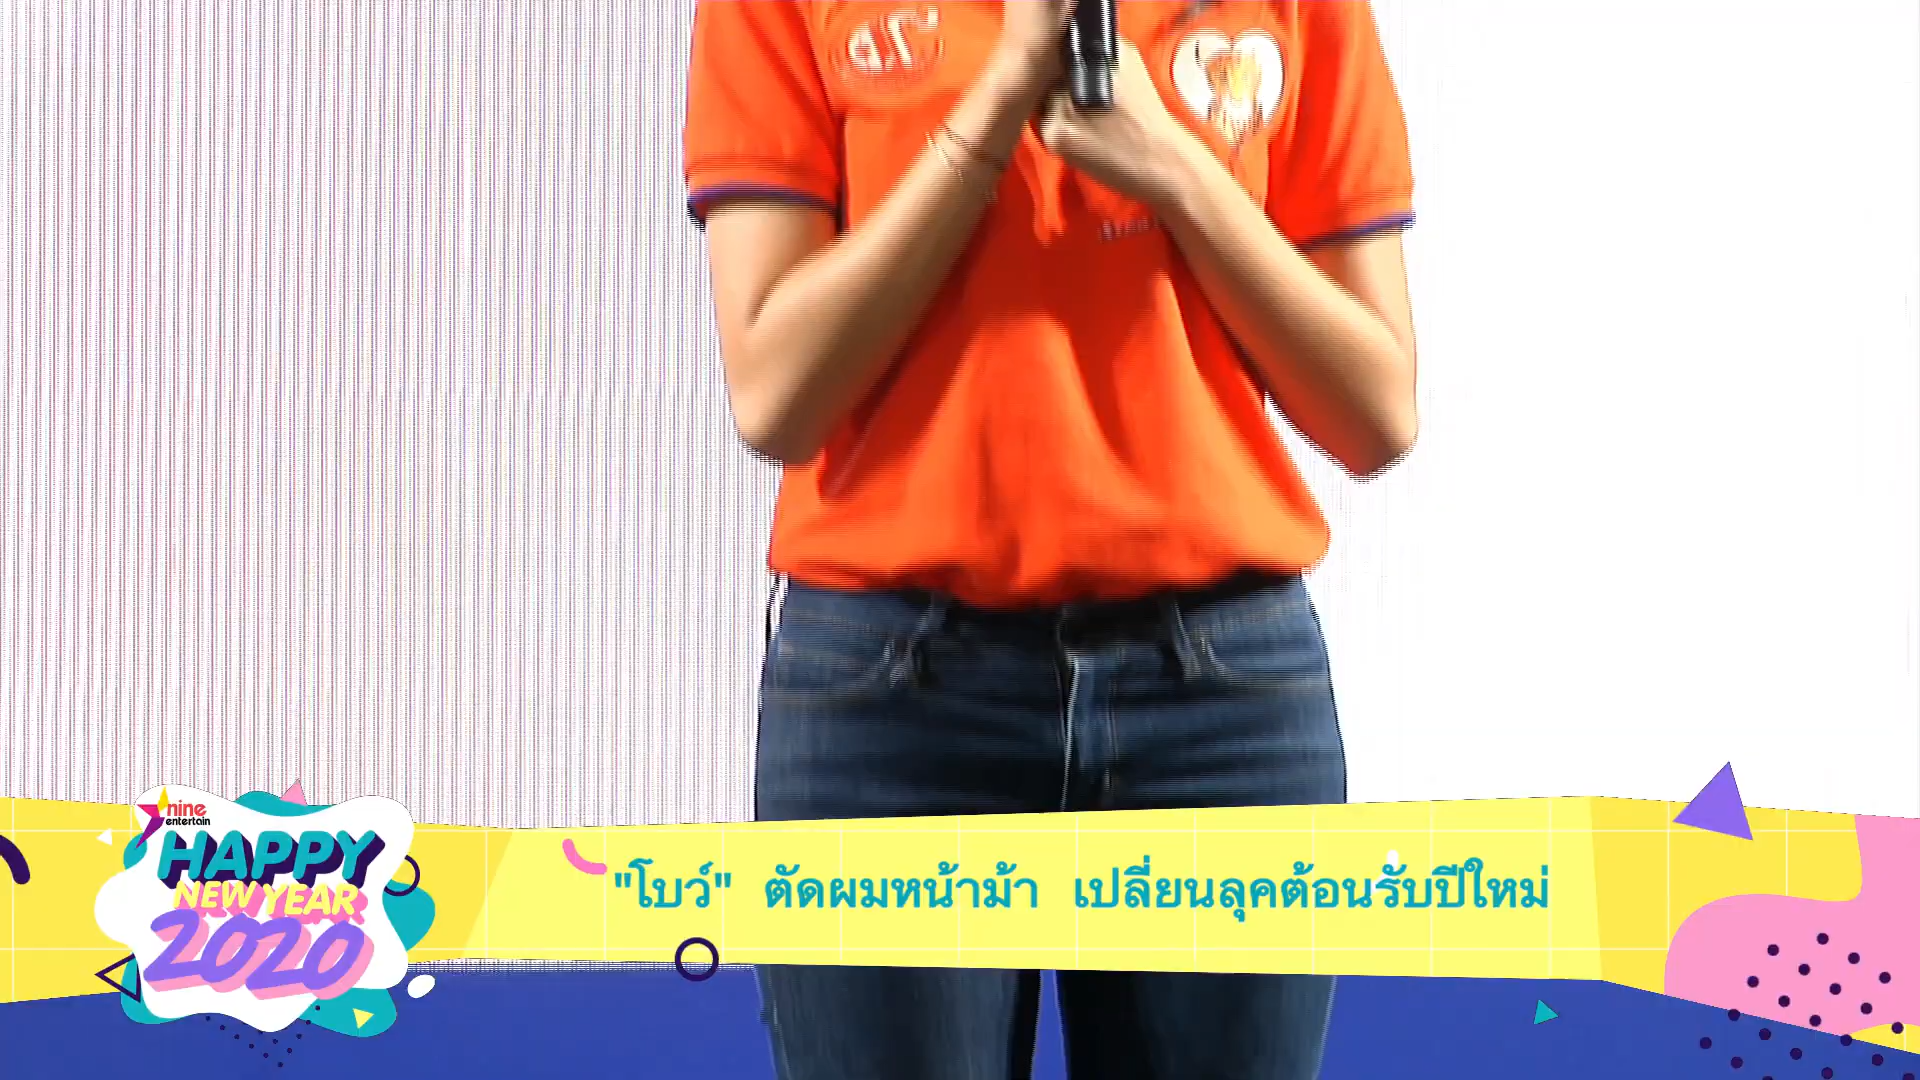 nine
entertain
HAPPY
NEW YEAR
2020
"โบว์" ตัดผมหน้าม้า เปลี่ยนลุคต้อนรับปีใหม่